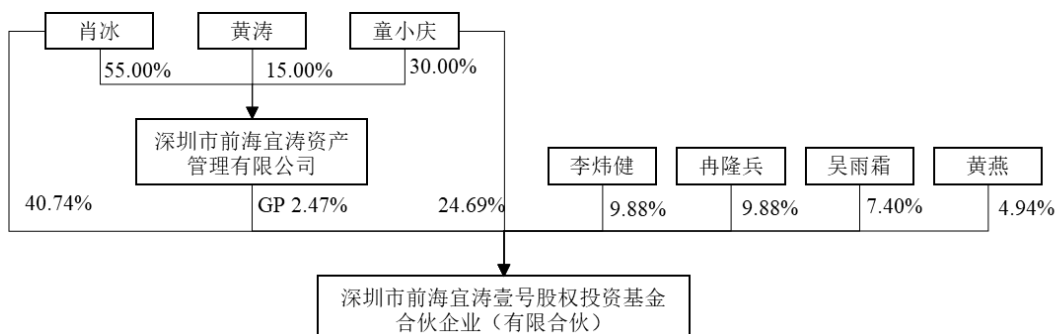 肖冰
黄涛
童小庆
55.00%
15.00%
30.00%
深圳市前海宜涛资产
管理有限公司
李炜健
冉隆兵
吴雨霜
黄燕
40.74%
GP 2.47%
24.69%
9.88%
9.88%
7.40%
4.94%
深圳市前海宜涛壹号股权投资基金
合伙企业（有限合伙）